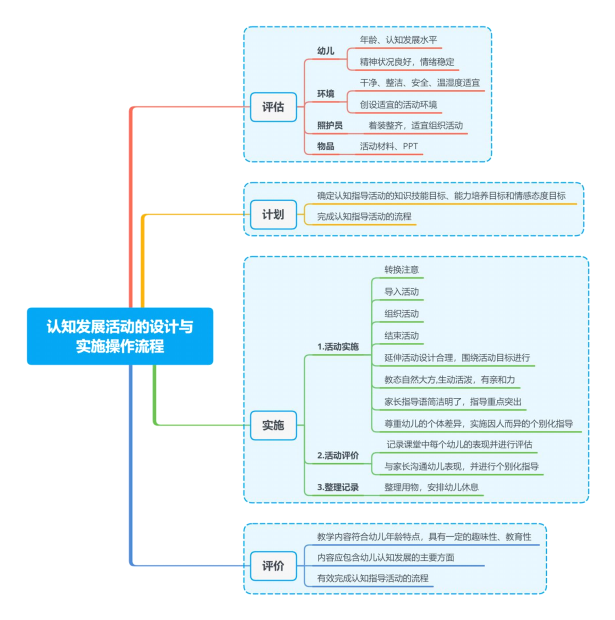 认知发展活动的设计与
实施操作流程
评估
幼儿
年龄、认知发展水平
精神状况良好，情绪稳定
环境
干净、整洁、安全、温湿度适宜
创设适宜的活动环境
照护员
着装整齐，适宜组织活动
物品
活动材料、PPT
计划
确定认知指导活动的知识技能目标、能力培养目标和情感态度目标
完成认知指导活动的流程
实施
1.活动实施
转换注意
导入活动
组织活动
结束活动
延伸活动设计合理，围绕活动目标进行
教态自然大方,生动活泼，有亲和力
家长指导语简洁明了，指导重点突出
尊重幼儿的个体差异，实施因人而异的个别化指导
2.活动评价
记录课堂中每个幼儿的表现并进行评估
与家长沟通幼儿表现，并进行个别化指导
3.整理记录
整理用物，安排幼儿休息
评价
教学内容符合幼儿年龄特点，具有一定的趣味性、教育性
内容应包含幼儿认知发展的主要方面
有效完成认知指导活动的流程